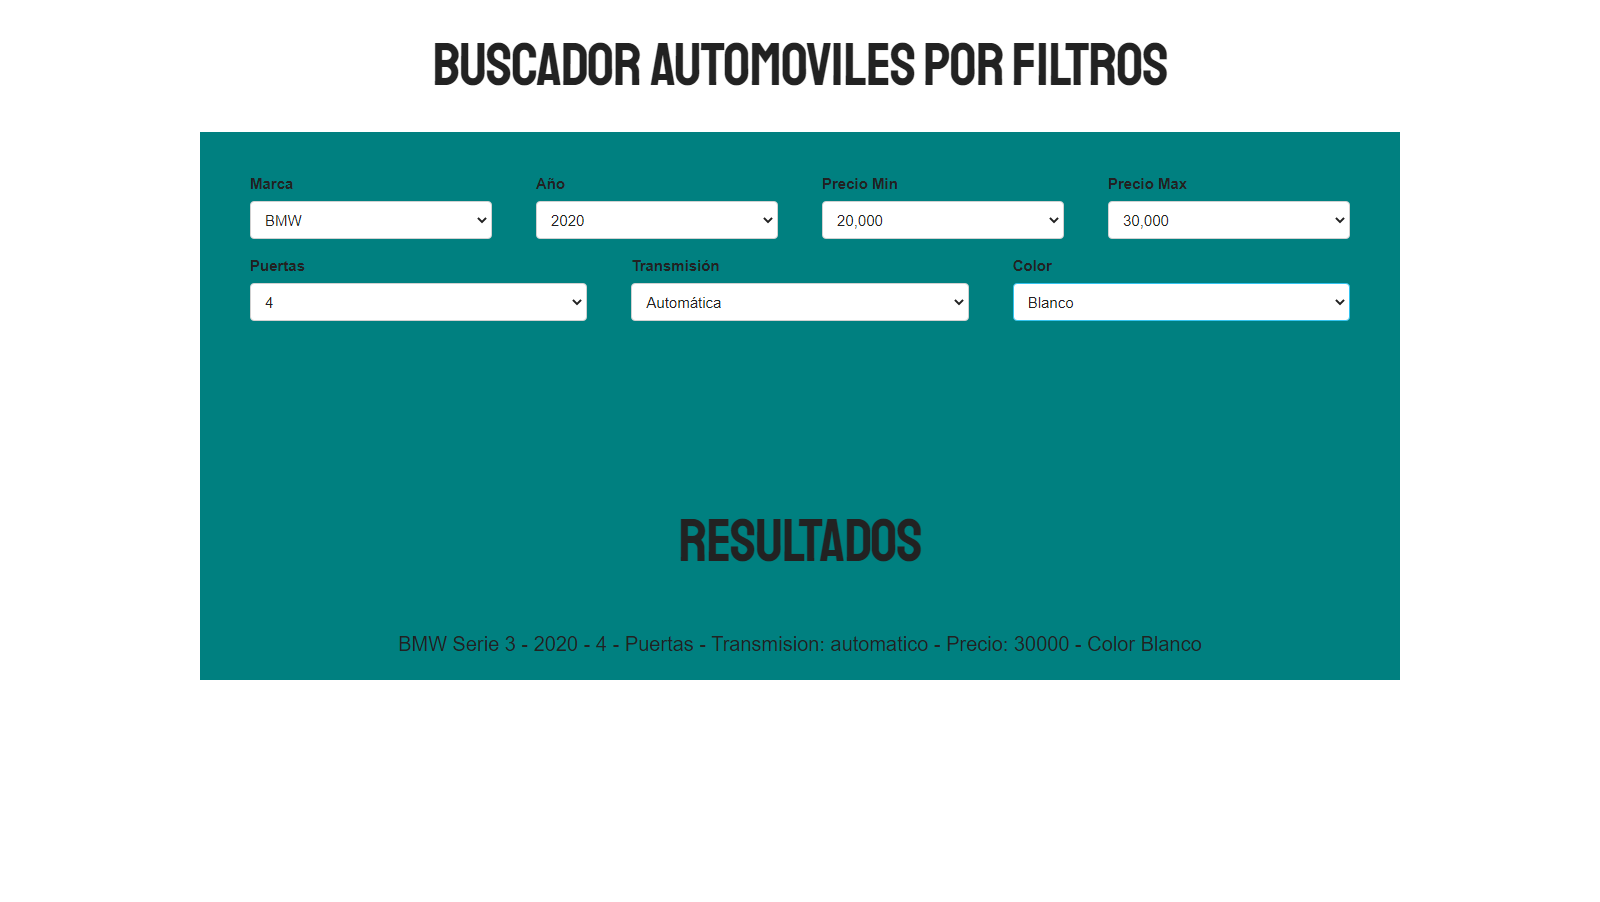 BUSCADOR AUTOMOVILES POR FILTROS
Marca Año Precio Min Precio Max
BMW 2020 20,000 30,000
Puertas Transmisión Color
4 Automática Blanco
RESULTADOS
BMW Serie 3 - 2020 - 4 - Puertas - Transmision: automatico - Precio: 30000 - Color Blanco